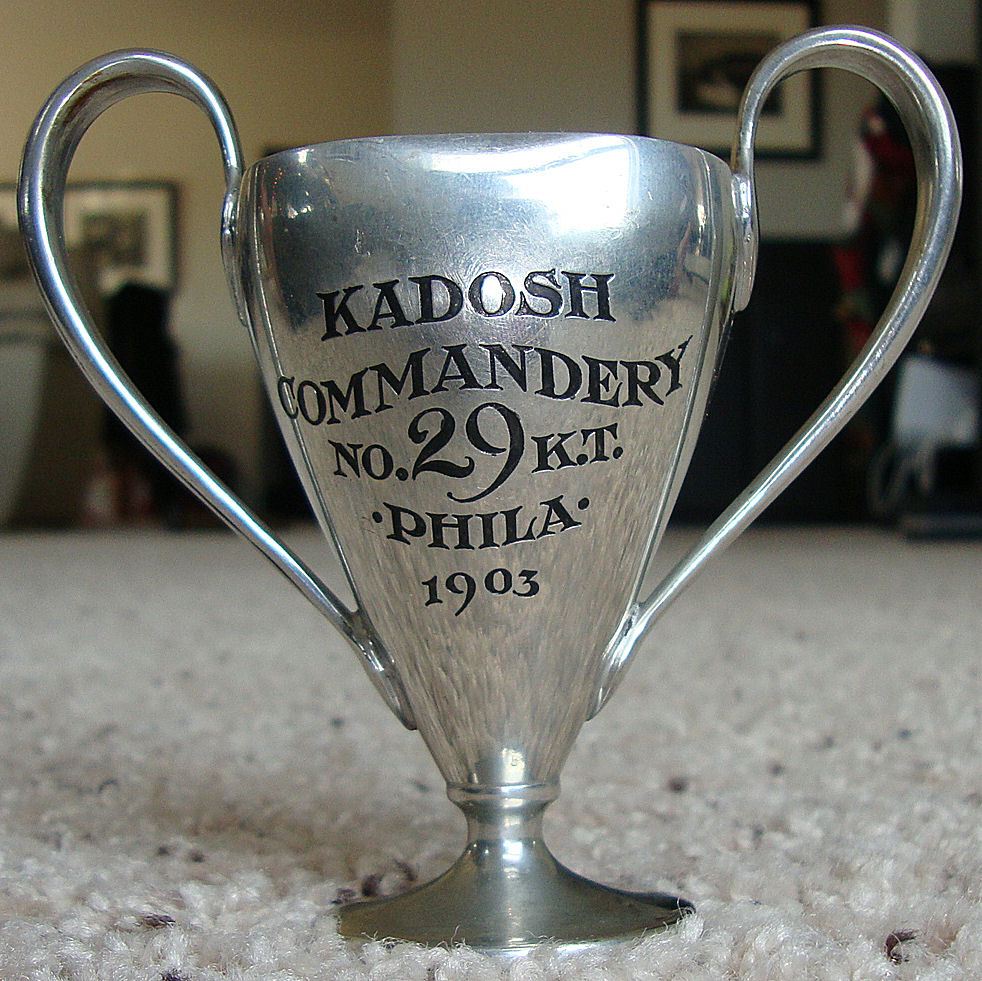 KADOSH
COMMANDERY
NO. 29 K.T.
·PHILA·
1903